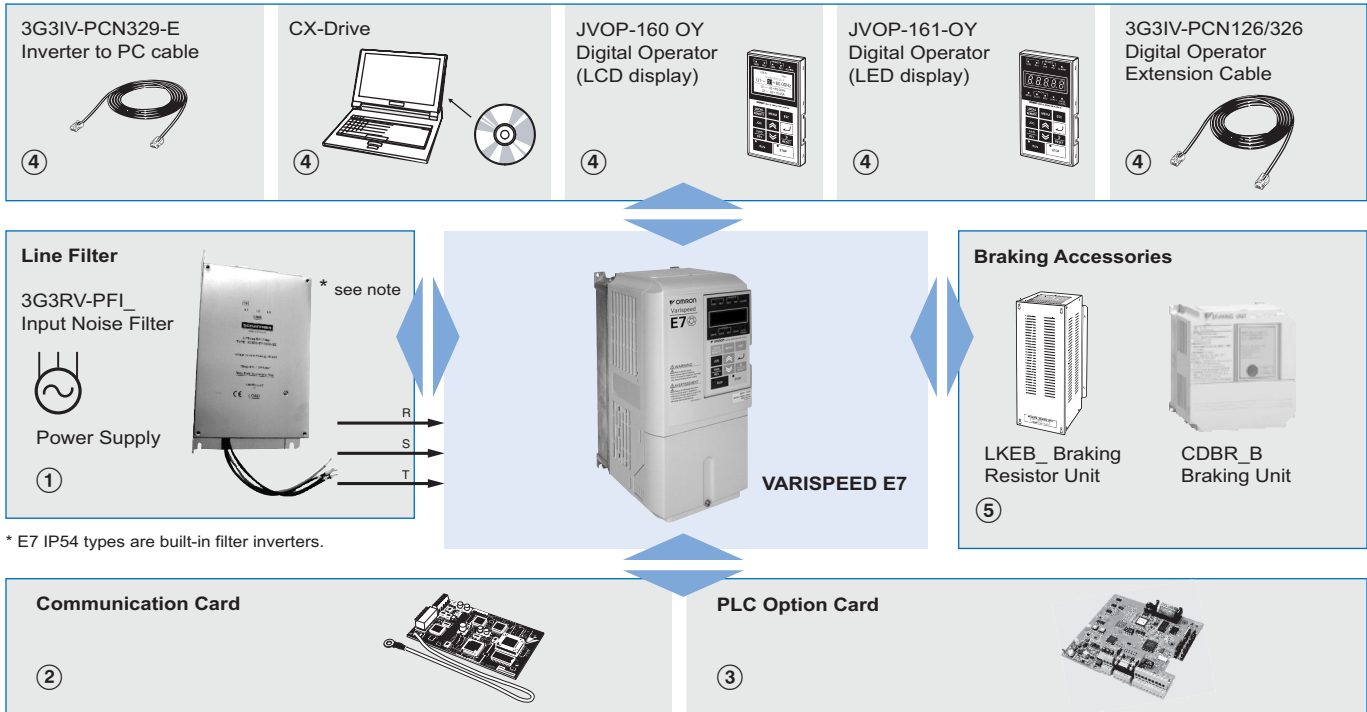 3G3IV-PCN329-E
Inverter to PC cable
④
CX-Drive
④
JVOP-160 OY
Digital Operator
(LCD display)
④
JVOP-161-OY
Digital Operator
(LED display)
④
3G3IV-PCN126/326
Digital Operator
Extension Cable
④
Line Filter
3G3RV-PFI_
Input Noise Filter
* see note
Power Supply
①
R
S
T
OMRON
Varispeed
E7
VARISPEED E7
Braking Accessories
LKEB_ Braking
Resistor Unit
CDBR_B
Braking Unit
⑤
* E7 IP54 types are built-in filter inverters.
Communication Card
②
PLC Option Card
③